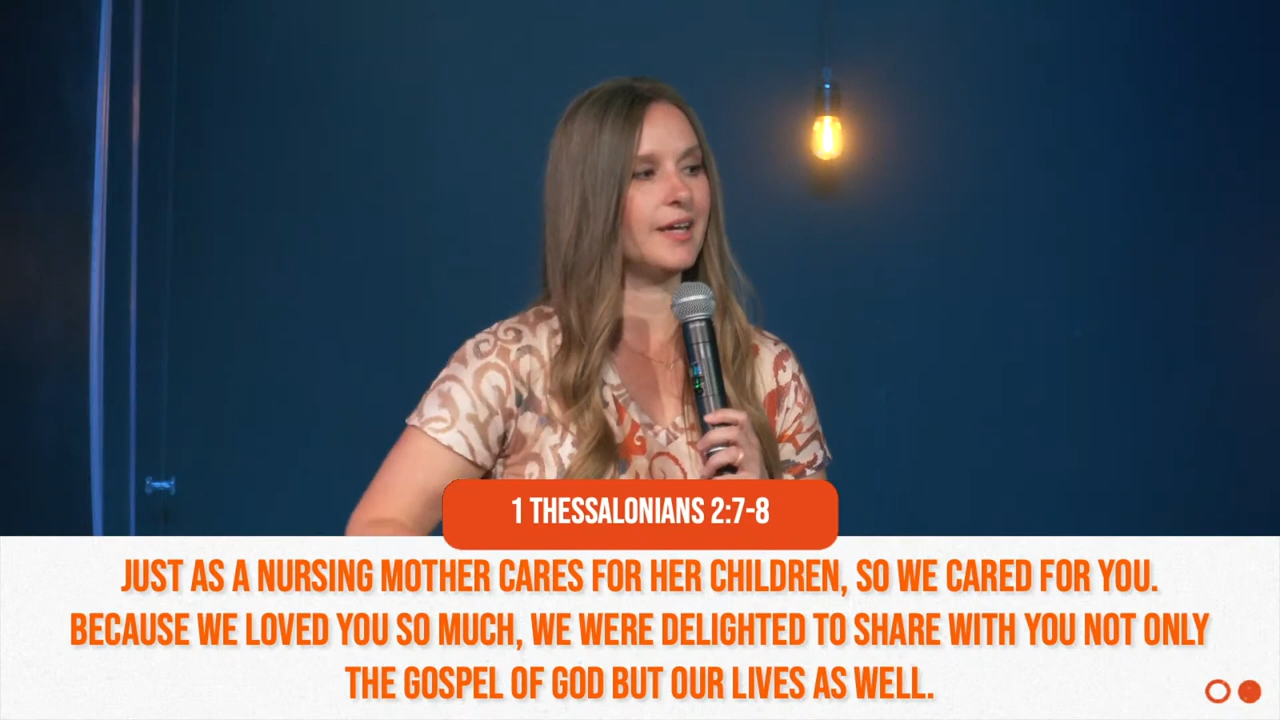 1 THESSALONIANS 2:7-8
JUST AS A NURSING MOTHER CARES FOR HER CHILDREN, SO WE CARED FOR YOU.
BECAUSE WE LOVED YOU SO MUCH, WE WERE DELIGHTED TO SHARE WITH YOU NOT ONLY
THE GOSPEL OF GOD BUT OUR LIVES AS WELL.